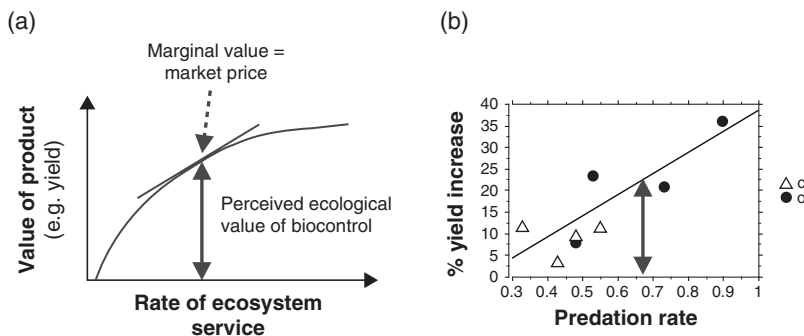 (a)
Marginal value =
market price
Value of product
(e.g. yield)
Perceived ecological
value of biocontrol
Rate of ecosystem
service
(b)
% yield increase
40
35
30
25
20
15
10
5
0
0.3 0.4 0.5 0.6 0.7 0.8 0.9 1
Predation rate